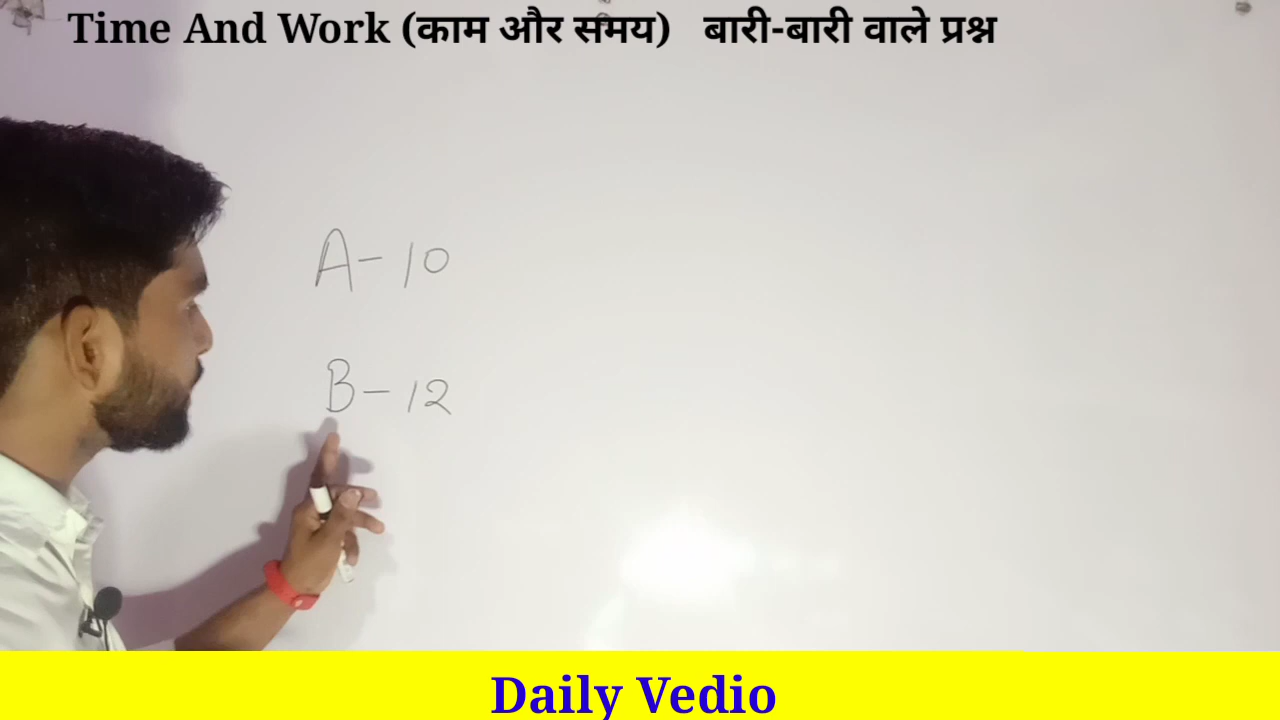 Time And Work (काम और समय) बारी-बारी वाले प्रश्न
A- 10
B- 12
Daily Vedio